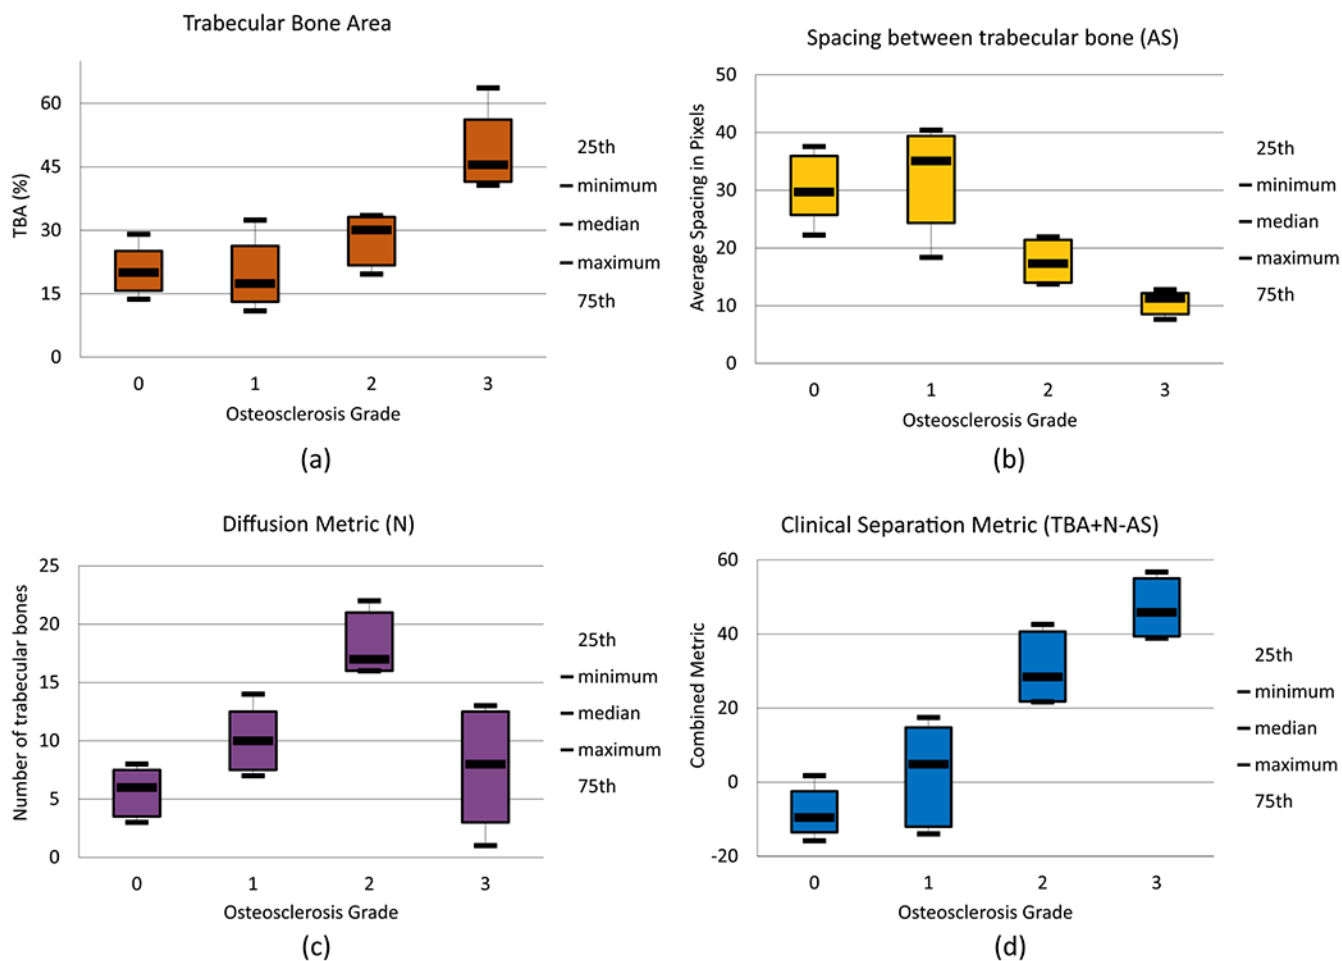 Trabecular Bone Area
TBA (%)
60
45
30
15
0
0 1 2 3
Osteosclerosis Grade
25th
minimum
median
maximum
75th
(a)
Spacing between trabecular bone (AS)
Average Spacing in Pixels
50
40
30
20
10
0
0 1 2 3
Osteosclerosis Grade
25th
minimum
median
maximum
75th
(b)
Diffusion Metric (N)
Number of trabecular bones
25
20
15
10
5
0
0 1 2 3
Osteosclerosis Grade
25th
minimum
median
maximum
75th
(c)
Clinical Separation Metric (TBA+N-AS)
Combined Metric
60
40
20
0
-20
0 1 2 3
Osteosclerosis Grade
25th
minimum
median
maximum
75th
(d)